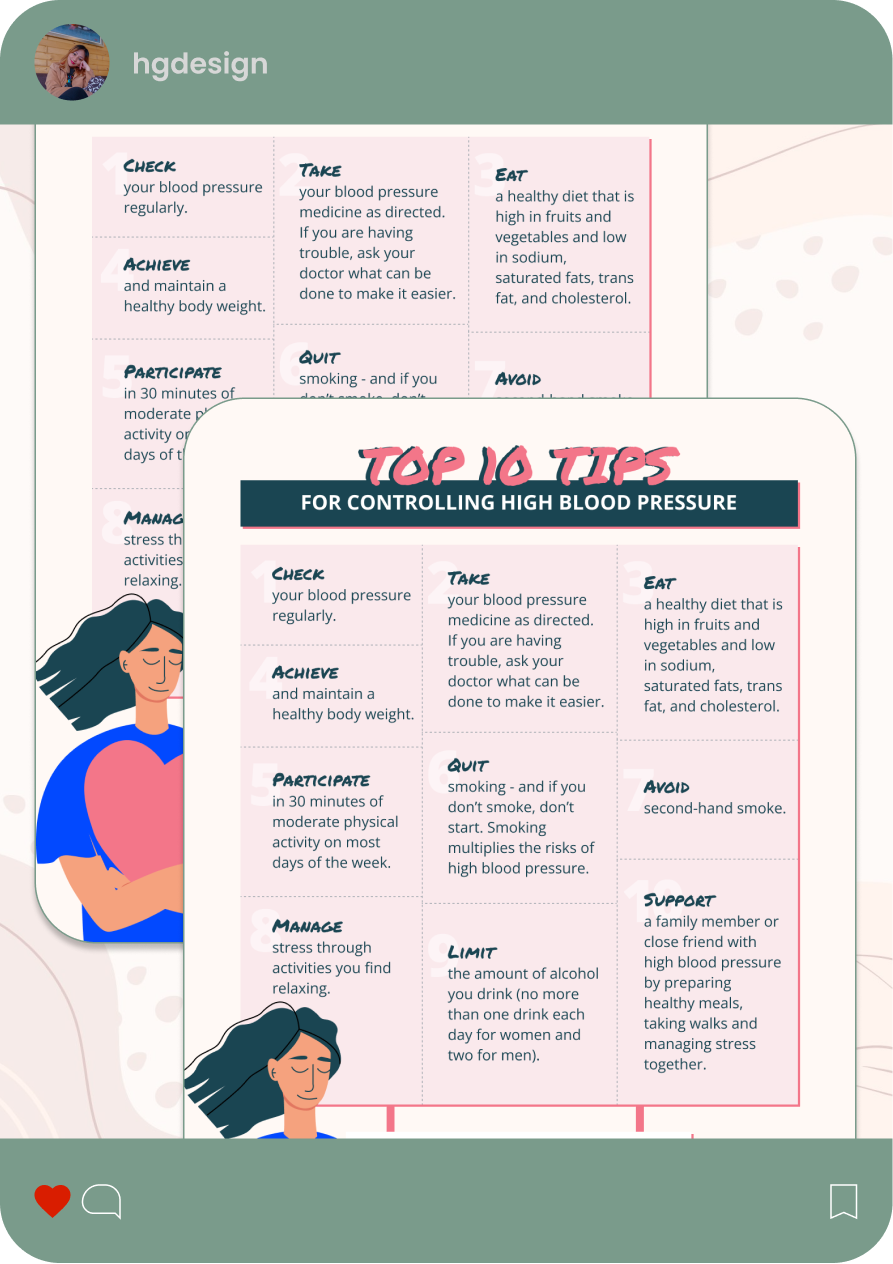 hgdesign
1
CHECK
your blood pressure
regularly.
4
ACHIEVE
and maintain a
healthy body weight.
5
PARTICIPATE
in 30 minutes of
moderate
activity
days of
8
stress
activities
relaxing.
2
TAKE
your blood pressure
medicine as directed.
If you are having
trouble, ask your
doctor what can be
done to make it easier.
6
QUIT
smoking - and if you
don't smoke, don't
3
EAT
a healthy diet that is
high in fruits and
vegetables and low
in sodium,
saturated fats, trans
fat, and cholesterol.
7
AVOID
TOP 10 TIPS
FOR CONTROLLING HIGH BLOOD PRESSURE
1
CHECK
your blood pressure
regularly.
2
TAKE
your blood pressure
medicine as directed.
If you are having
trouble, ask your
doctor what can be
done to make it easier.
3
EAT
a healthy diet that is
high in fruits and
vegetables and low
in sodium,
saturated fats, trans
fat, and cholesterol.
4
ACHIEVE
and maintain a
healthy body weight.
5
PARTICIPATE
in 30 minutes of
moderate physical
activity on most
days of the week.
6
QUIT
smoking - and if you
don't smoke, don't
start. Smoking
multiplies the risks of
high blood pressure.
7
AVOID
second-hand smoke.
8
MANAGE
stress through
activities you find
relaxing.
9
LIMIT
the amount of alcohol
you drink (no more
than one drink each
day for women and
two for men).
10
SUPPORT
a family member or
close friend with
high blood pressure
by preparing
healthy meals,
taking walks and
managing stress
together.